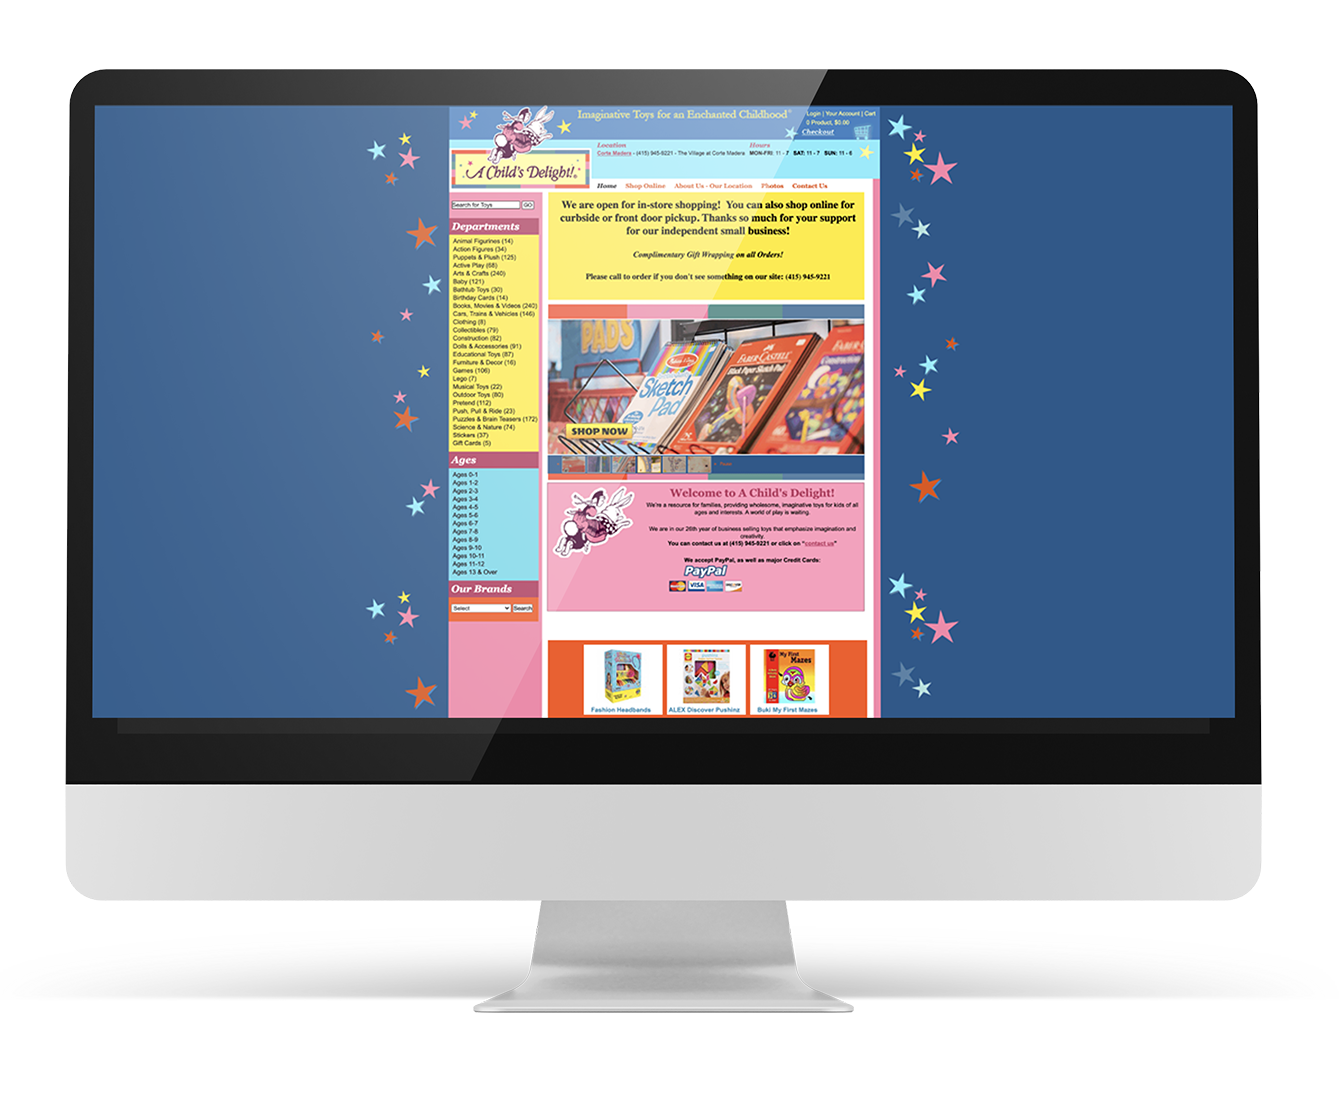 Imaginative Toys for an Enchanted Childhood®
Login | Your Account | Cart
0 Product, $0.00
Checkout
A Child's Delight!
Location
Corte Madera - (415) 945-9221 - The Village at Corte Madera
Hours
MON-FRI: 11 - 7 SAT: 11 - 7 SUN: 11 - 6
Home Shop Online About Us - Our Location Photos Contact Us
Search for Toys GO
Departments
Animal Figurines (14)
Action Figures (34)
Puppets & Plush (125)
Active Play (68)
Arts & Crafts (240)
Baby (121)
Bathtub Toys (30)
Birthday Cards (14)
Books, Movies & Videos (240)
Cars, Trains & Vehicles (146)
Clothing (8)
Collectibles (79)
Construction (82)
Dolls & Accessories (91)
Educational Toys (87)
Furniture & Decor (16)
Games (106)
Lego (7)
Musical Toys (22)
Outdoor Toys (80)
Pretend (112)
Push, Pull & Ride (23)
Puzzles & Brain Teasers (172)
Science & Nature (74)
Stickers (37)
Gift Cards (5)
Ages
Ages 0-1
Ages 1-2
Ages 2-3
Ages 3-4
Ages 4-5
Ages 5-6
Ages 6-7
Ages 7-8
Ages 8-9
Ages 9-10
Ages 10-11
Ages 11-12
Ages 13 & Over
Our Brands
Select Search
We are open for in-store shopping! You can also shop online for
curbside or front door pickup. Thanks so much for your support
for our independent small business!
Complimentary Gift Wrapping on all Orders!
Please call to order if you don't see something on our site: (415) 945-9221
PADS
Sketch
Pad
FABER-CASTELL
Black Paper Sketch Pad
FABER-CAST
Construction
SHOP NOW
Welcome to A Child's Delight!
We're a resource for families, providing wholesome, imaginative toys for kids of all
ages and interests. A world of play is waiting.
We are in our 26th year of business selling toys that emphasize imagination and
creativity.
You can contact us at (415) 945-9221 or click on "contact us"
We accept PayPal, as well as major Credit Cards:
PayPal
VISA
My First
Mazes
Fashion Headbands
ALEX Discover Pushinz
Buki My First Mazes